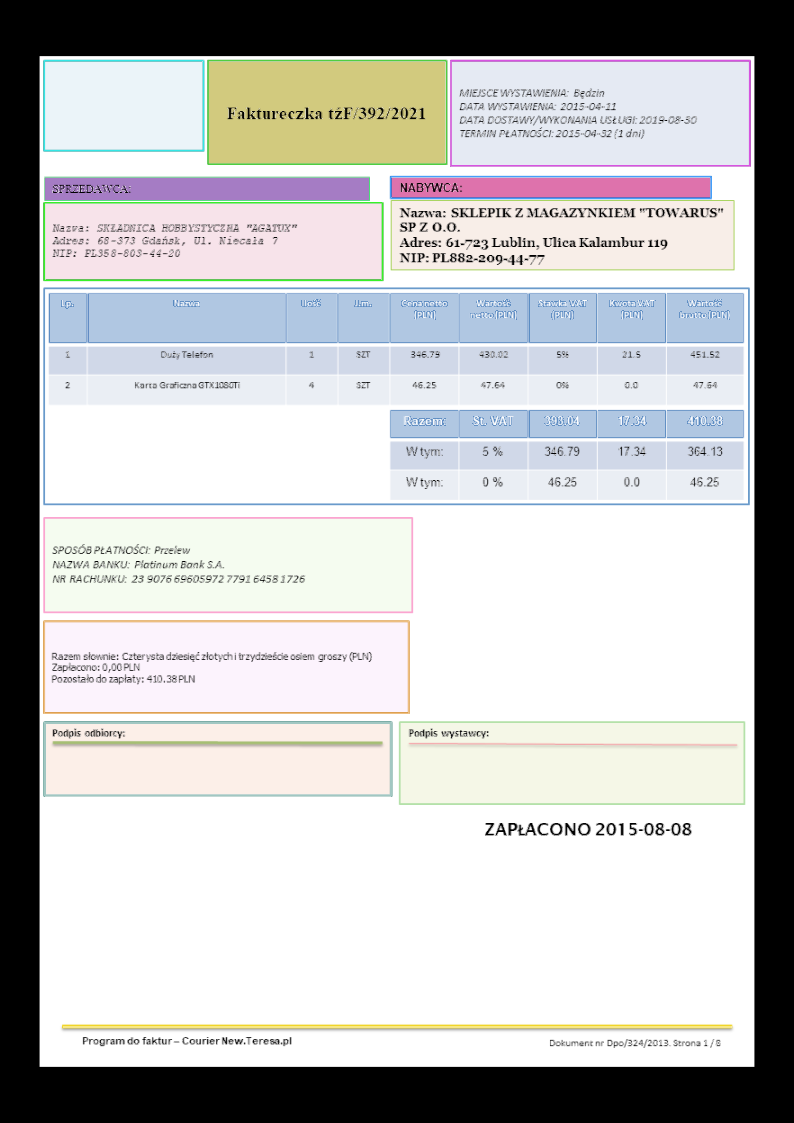 Faktureczka tźF/392/2021
MIEJSCE WYSTAWIENIA: Będzin
DATA WYSTAWIENIA: 2015-04-11
DATA DOSTAWY/WYKONANIA USŁUGI: 2019-08-30
TERMIN PŁATNOŚCI: 2015-04-32 (1 dni)
SPRZEDAWCA:
NABYWCA:
Nazwa: SKŁADNICA HOBBYSTYCZNA "AGATUX"
Adres: 68-373 Gdańsk, Ul. Niecała 7
NIP: PL358-803-44-20
Nazwa: SKLEPIK Z MAGAZYNKIEM "TOWARUS"
SP Z O.O.
Adres: 61-723 Lublin, Ulica Kalambur 119
NIP: PL882-209-44-77
Lp. Nazwa Ilość J.m. Cena netto (PLN) Wartość netto (PLN) Stawka VAT (PLN) Kwota VAT (PLN) Wartość brutto (PLN)
1 Duży Telefon 1 SZT 346.79 430.02 5% 21.5 451.52
2 Karta Graficzna GTX1080Ti 4 SZT 46.25 47.64 0% 0.0 47.64
Razem: St. VAT 393.04 17.34 410.38
W tym: 5 % 346.79 17.34 364.13
W tym: 0 % 46.25 0.0 46.25
SPOSÓB PŁATNOŚCI: Przelew
NAZWA BANKU: Platinum Bank S.A.
NR RACHUNKU: 23 9076 69605972 7791 6458 1726
Razem słownie: Czterysta dziesięć złotych i trzydzieście osiem groszy (PLN)
Zapłacono: 0,00 PLN
Pozostało do zapłaty: 410.38 PLN
Podpis odbiorcy:
Podpis wystawcy:
ZAPŁACONO 2015-08-08
Program do faktur – Courier New.Teresa.pl
Dokument nr Dpo/324/2013. Strona 1 / 8